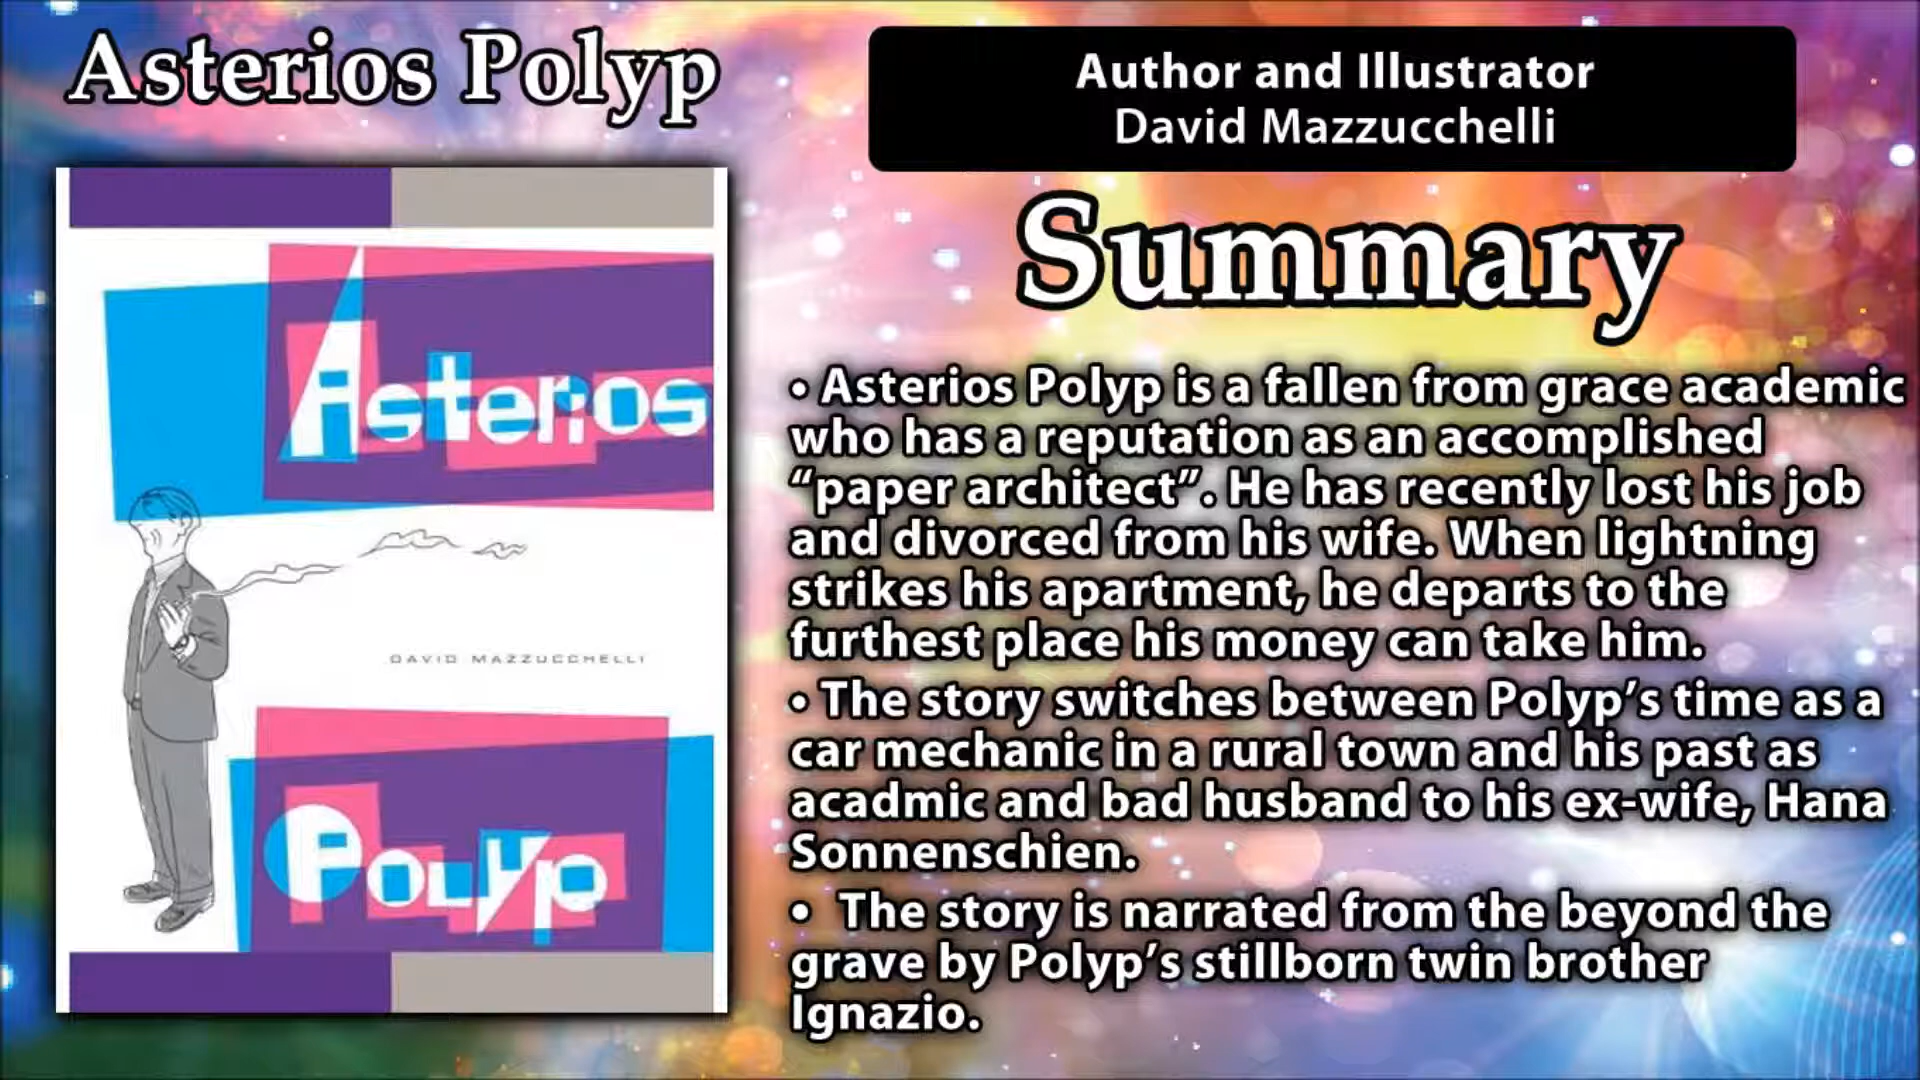 Asterios Polyp
Author and Illustrator
David Mazzucchelli
Summary
Asterios
DAVID MAZZUCCHELLI
Polyp
• Asterios Polyp is a fallen from grace academic
who has a reputation as an accomplished
“paper architect”. He has recently lost his job
and divorced from his wife. When lightning
strikes his apartment, he departs to the
furthest place his money can take him.
• The story switches between Polyp’s time as a
car mechanic in a rural town and his past as
acadmic and bad husband to his ex-wife, Hana
Sonnenschien.
• The story is narrated from the beyond the
grave by Polyp’s stillborn twin brother
Ignazio.